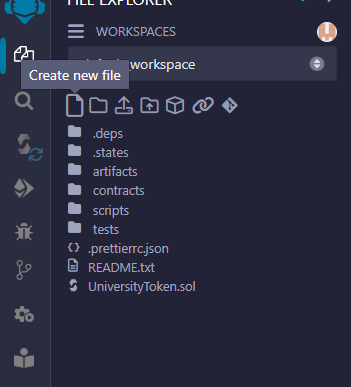 FILE EXPLORER
WORKSPACES
Create new file
workspace
.deps
.states
artifacts
contracts
scripts
tests
.prettierrc.json
README.txt
UniversityToken.sol